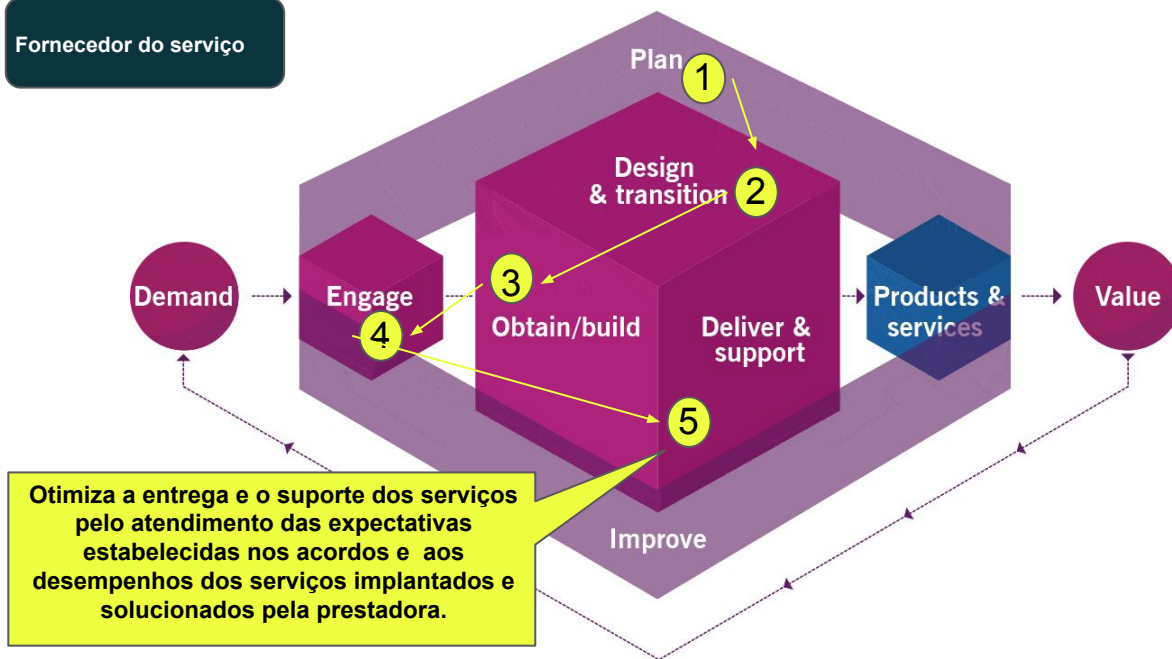 Fornecedor do serviço
Plan
1
Design
& transition
2
Demand
Engage
3
4
Obtain/build
Deliver &
support
Products &
services
Value
5
Otimiza a entrega e o suporte dos serviços
pelo atendimento das expectativas
estabelecidas nos acordos e aos
desempenhos dos serviços implantados e
solucionados pela prestadora.
Improve